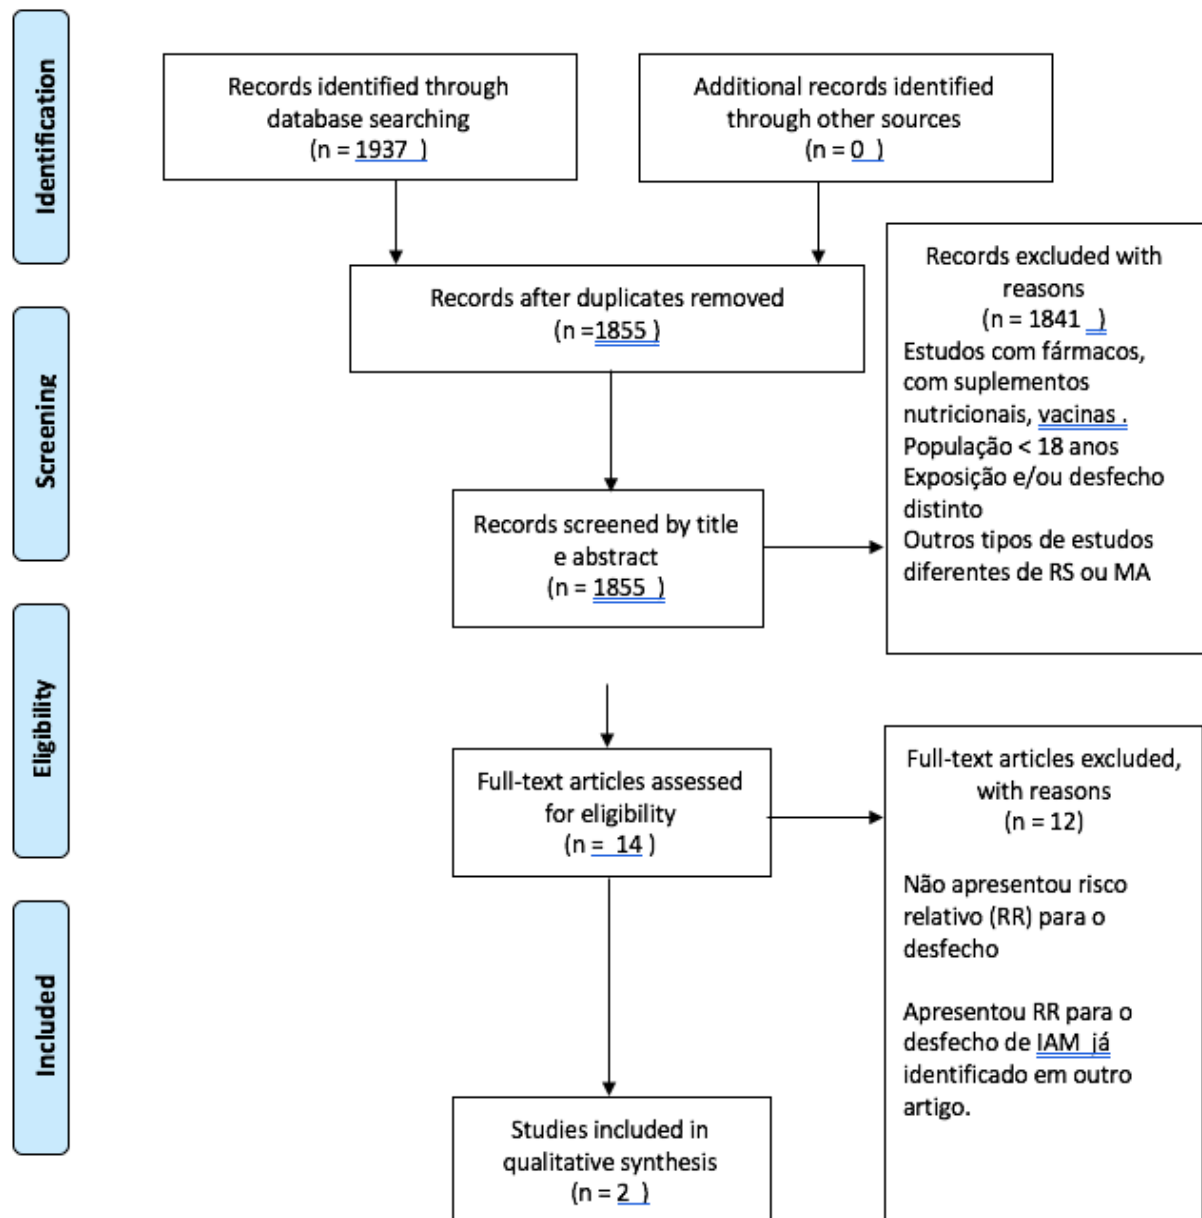 Identification
Records identified through
database searching
(n = 1937  )
Additional records identified
through other sources
(n = 0  )
Records after duplicates removed
(n =1855 )
Screening
Records screened by title
e abstract
(n = 1855  )
Records excluded with
reasons
(n = 1841  )
Estudos com fármacos,
com suplementos
nutricionais, vacinas .
População < 18 anos
Exposição e/ou desfecho
distinto
Outros tipos de estudos
diferentes de RS ou MA
Eligibility
Full-text articles assessed
for eligibility
(n =  14 )
Full-text articles excluded,
with reasons
(n = 12)
Não apresentou risco
relativo (RR) para o
desfecho
Apresentou RR para o
desfecho de IAM  já
identificado em outro
artigo.
Included
Studies included in
qualitative synthesis
(n = 2  )